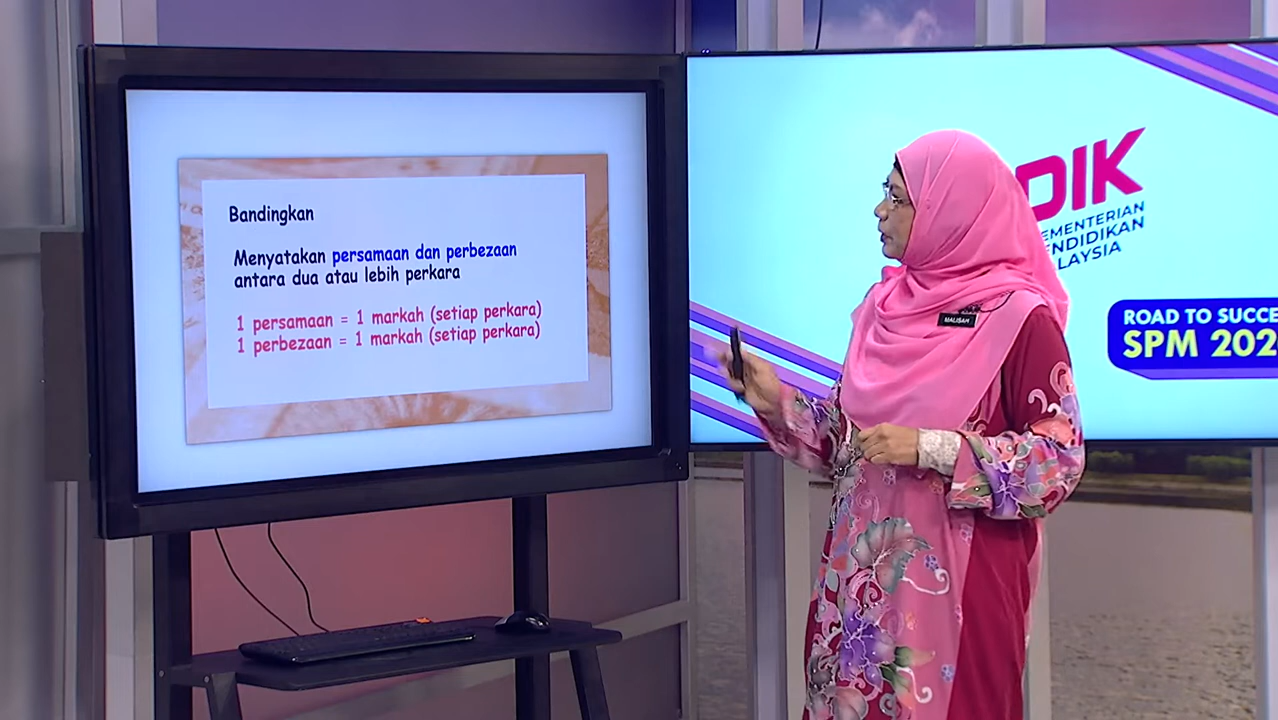 Bandingkan
Menyatakan persamaan dan perbezaan
antara dua atau lebih perkara
1 persamaan = 1 markah (setiap perkara)
1 perbezaan = 1 markah (setiap perkara)
DIK
EMENTERIAN
ENDIDIKAN
LAYSIA
MALISAH
ROAD TO SUCCE
SPM 202